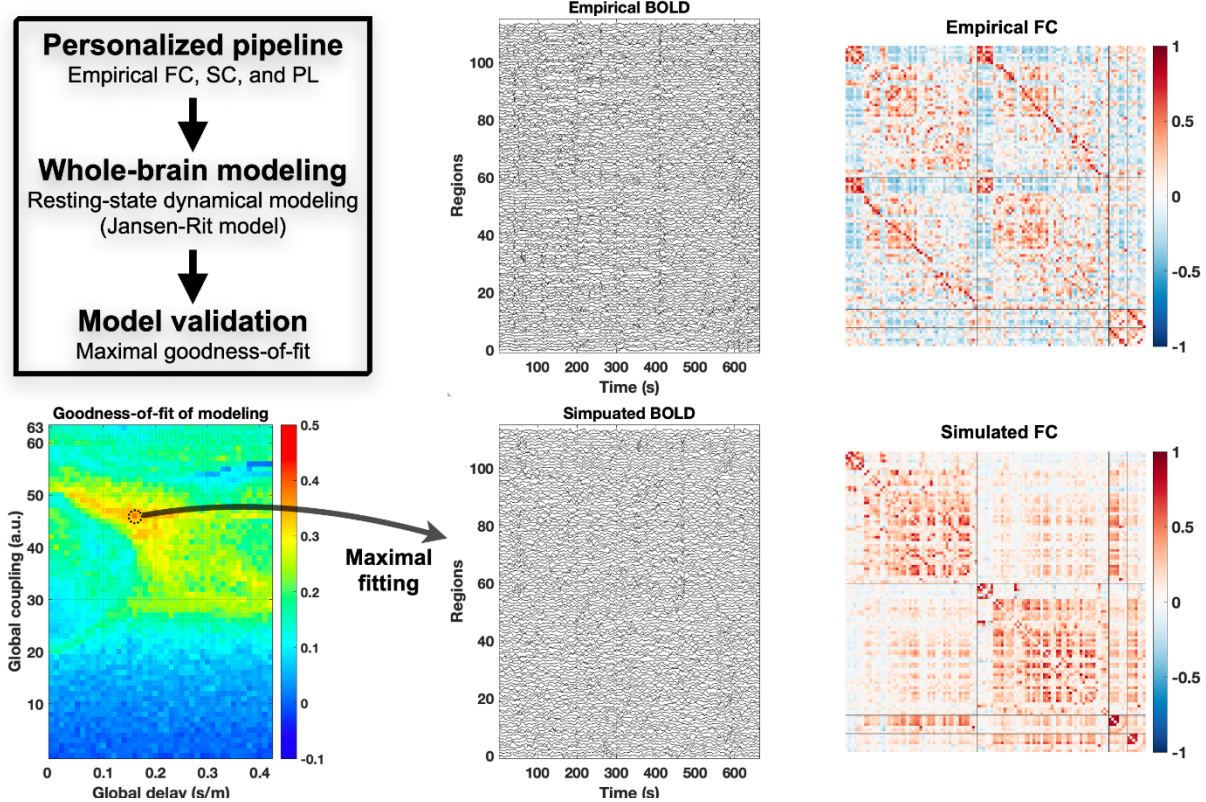 Personalized pipeline
Empirical FC, SC, and PL
Whole-brain modeling
Resting-state dynamical modeling
(Jansen-Rit model)
Model validation
Maximal goodness-of-fit
Empirical BOLD
Regions
100
80
60
40
20
0
100 200 300 400 500 600
Time (s)
Empirical FC
1
0.5
0
-0.5
-1
Goodness-of-fit of modeling
Global coupling (a.u.)
63
60
50
40
30
20
10
0 0.1 0.2 0.3 0.4
Global delay (s/m)
0.5
0.4
0.3
0.2
0.1
0
-0.1
Maximal
fitting
Simpuated BOLD
Regions
100
80
60
40
20
0
100 200 300 400 500 600
Time (s)
Simulated FC
1
0.5
0
-0.5
-1